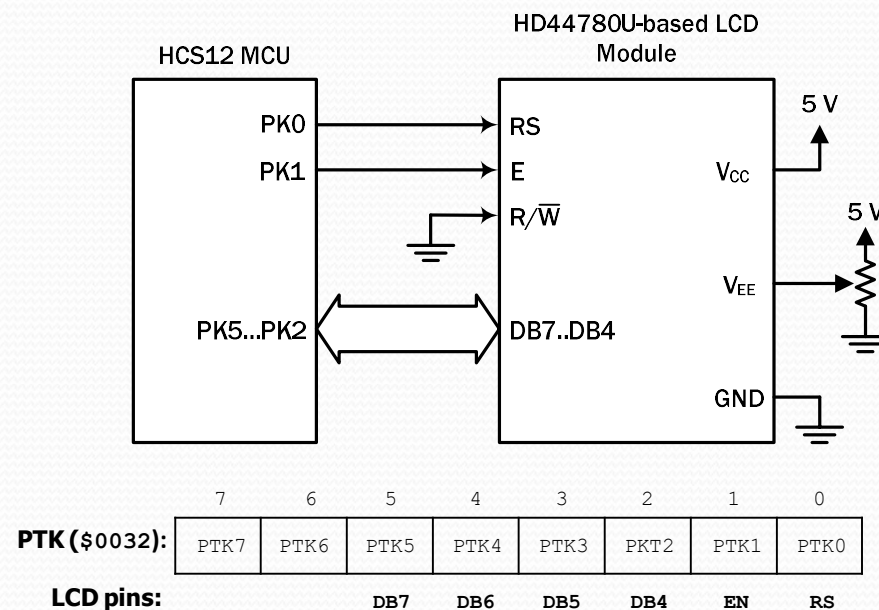 HD44780U-based LCD
Module
HCS12 MCU
5 V
PK0
RS
PK1
E
VCC
R/W̅
5 V
VEE
PK5...PK2
DB7..DB4
GND
7 6 5 4 3 2 1 0
PTK ($0032): PTK7 PTK6 PTK5 PTK4 PTK3 PKT2 PTK1 PTK0
LCD pins: DB7 DB6 DB5 DB4 EN RS